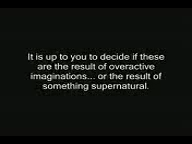 It is up to you to decide if these
are the result of overactive
imaginations... or the result of
something supernatural.